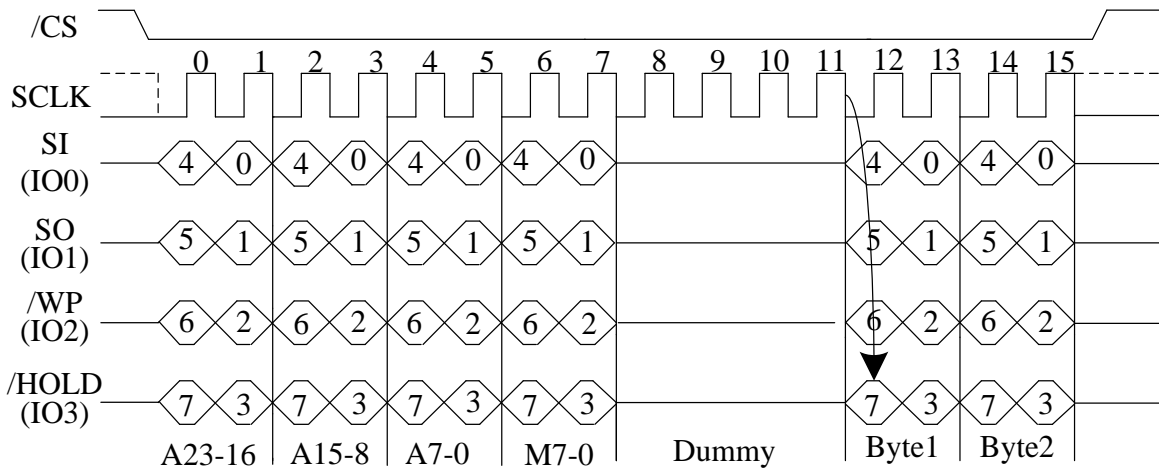 /CS
0 1 2 3 4 5 6 7 8 9 10 11 12 13 14 15
SCLK
SI
(IO0)
4 0 4 0 4 0 4 0 4 0 4 0
SO
(IO1)
5 1 5 1 5 1 5 1 5 1 5 1
/WP
(IO2)
6 2 6 2 6 2 6 2 6 2 6 2
/HOLD
(IO3)
7 3 7 3 7 3 7 3 7 3 7 3
A23-16 A15-8 A7-0 M7-0 Dummy Byte1 Byte2